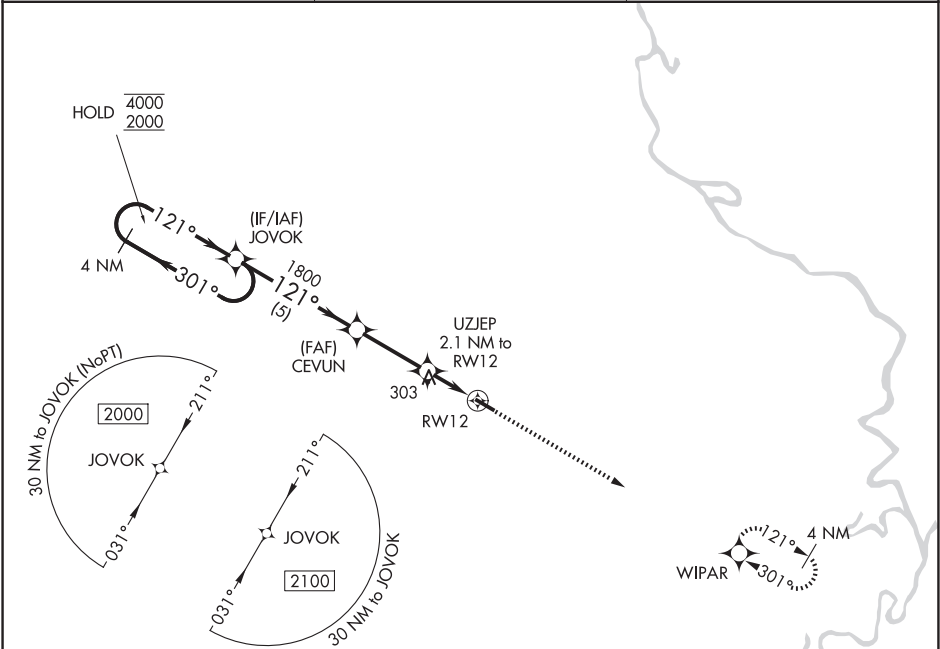 HOLD 4000
2000
121°
301°
4 NM
(IF/IAF)
JOVOK
1800
121°
(5)
(FAF)
CEVUN
UZJEP
2.1 NM to
RW12
303
RW12
30 NM to JOVOK (NoPT)
211°
2000
JOVOK
031°
211°
JOVOK
2100
031°
30 NM to JOVOK
121°
4 NM
301°
WIPAR